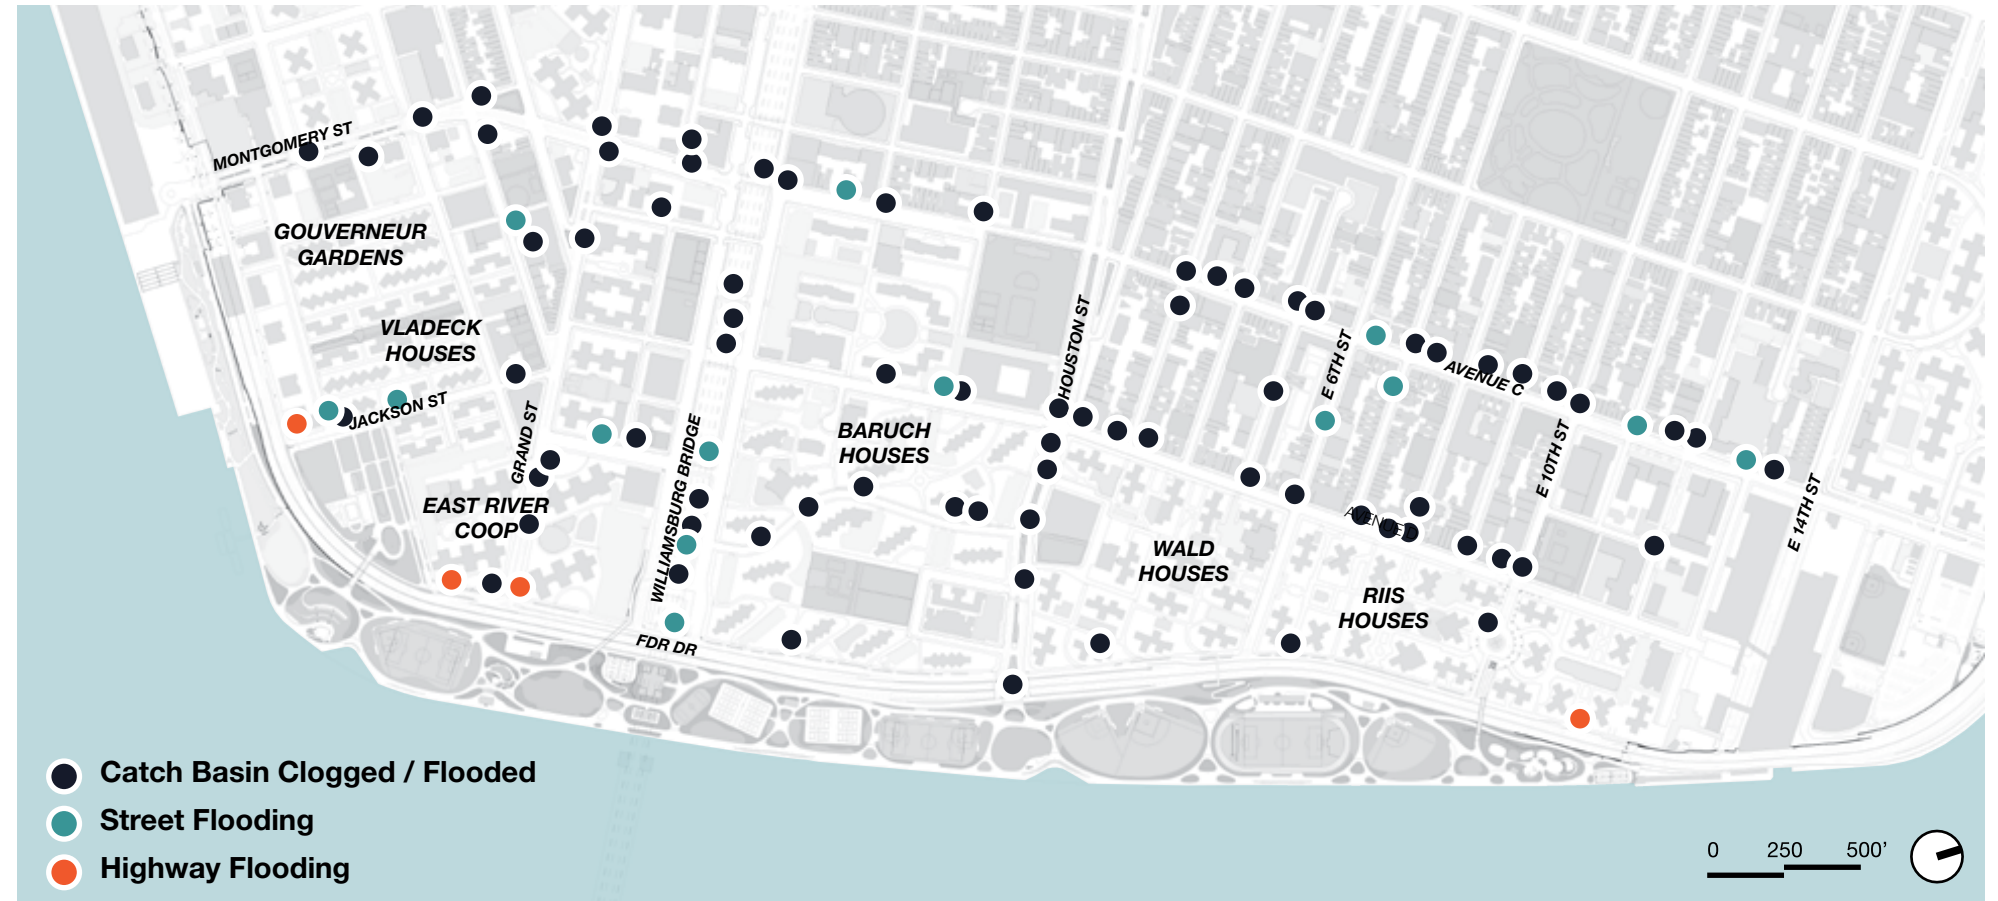 MONTGOMERY ST
GOUVERNEUR
GARDENS
VLADECK
HOUSES
JACKSON ST
GRAND ST
EAST RIVER
COOP
WILLIAMSBURG BRIDGE
FDR DR
BARUCH
HOUSES
HOUSTON ST
WALD
HOUSES
E 6TH ST
AVENUE C
AVENUE D
RIIS
HOUSES
E 10TH ST
E 14TH ST
Catch Basin Clogged / Flooded
Street Flooding
Highway Flooding
0 250 500'